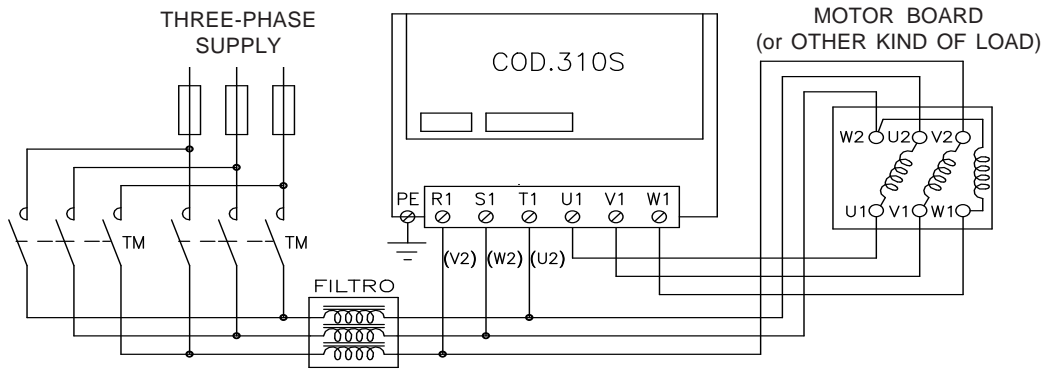 THREE-PHASE
SUPPLY
MOTOR BOARD
(or OTHER KIND OF LOAD)
COD.310S
W2 U2 V2
PE R1 S1 T1 U1 V1 W1
U1 V1 W1
TM TM
(V2) (W2) (U2)
FILTRO